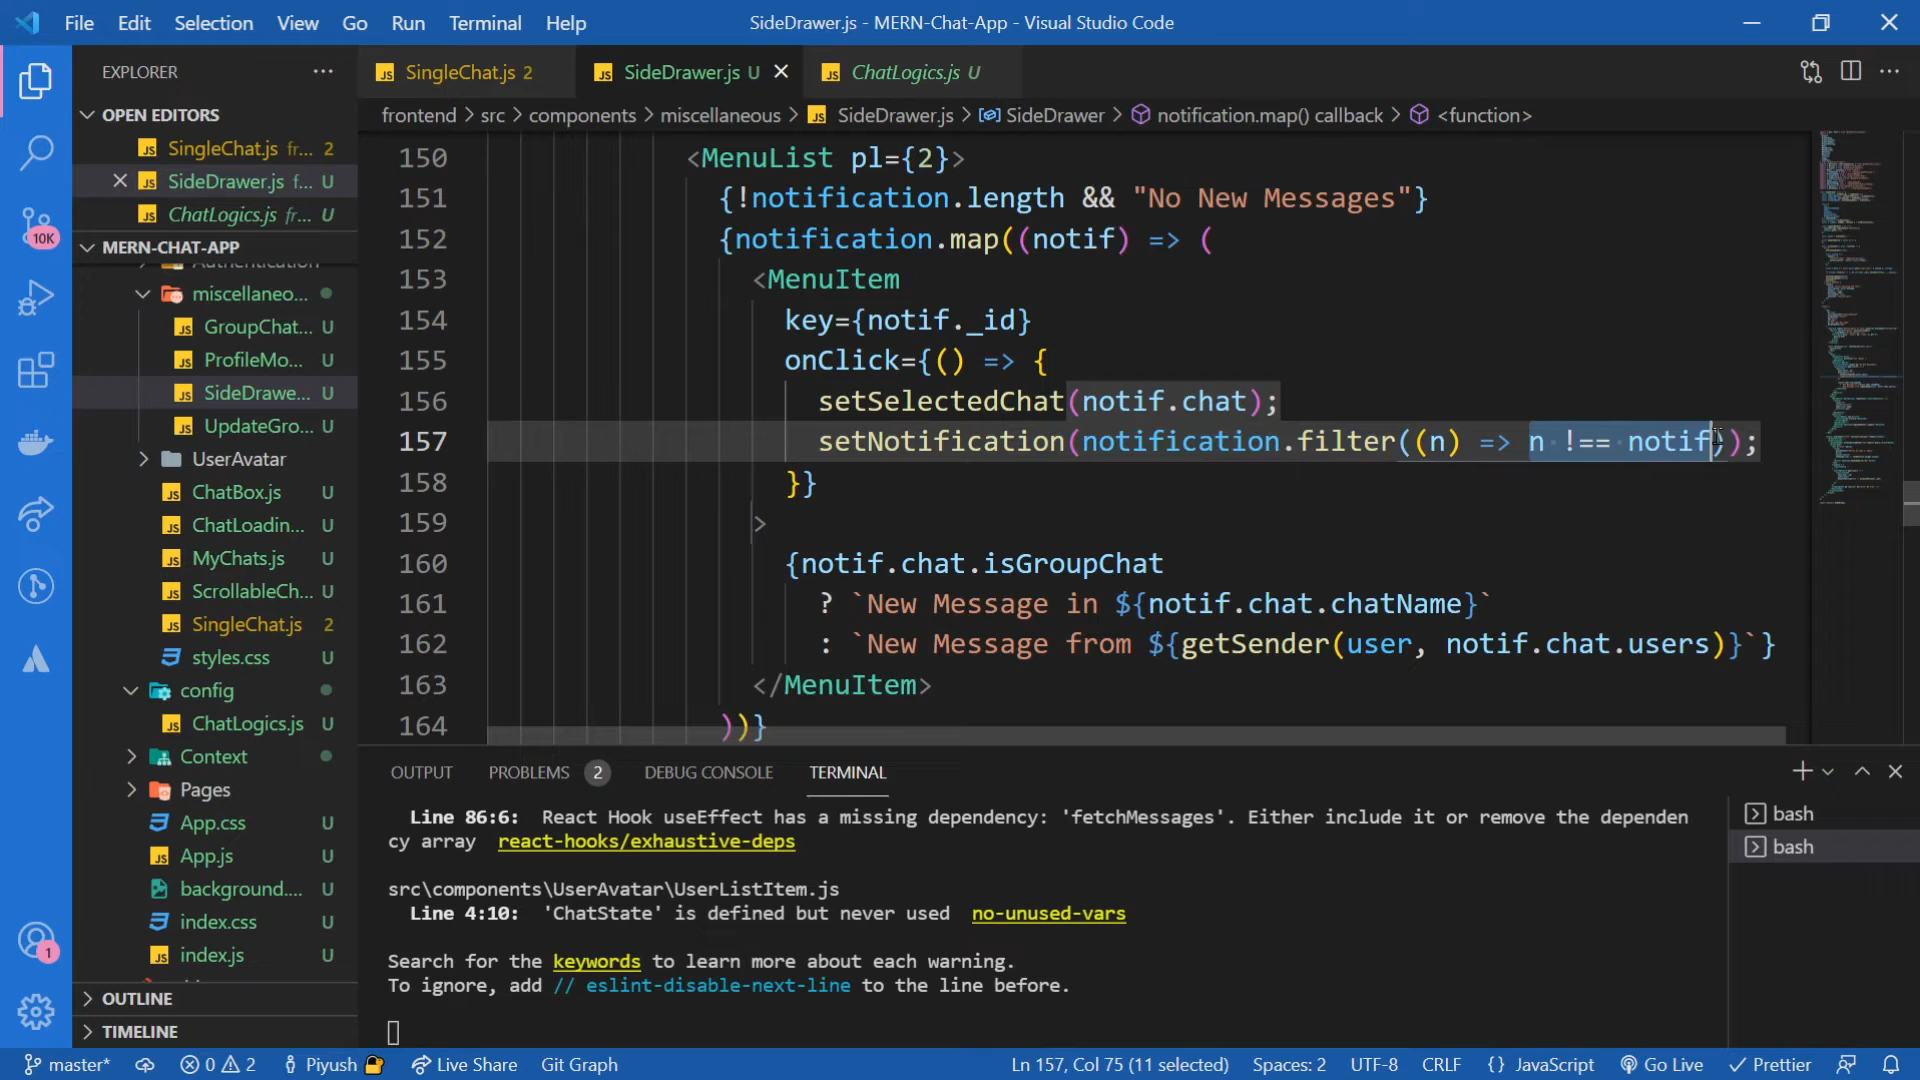 File Edit Selection View Go Run Terminal Help SideDrawer.js - MERN-Chat-App - Visual Studio Code
EXPLORER
OPEN EDITORS
SingleChat.js fr... 2
SideDrawer.js f... U
ChatLogics.js fr... U
MERN-CHAT-APP
Authentication
miscellaneo...
GroupChat... U
ProfileMo... U
SideDrawe... U
UpdateGro... U
UserAvatar
ChatBox.js U
ChatLoadin... U
MyChats.js U
ScrollableCh... U
SingleChat.js 2
styles.css U
config
ChatLogics.js U
Context
Pages
App.css U
App.js U
background.... U
index.css U
index.js U
OUTLINE
TIMELINE
10K
1
SingleChat.js 2 SideDrawer.js U ChatLogics.js U
frontend > src > components > miscellaneous > SideDrawer.js > SideDrawer > notification.map() callback > <function>
150 <MenuList pl={2}>
151 {!notification.length && "No New Messages"}
152 {notification.map((notif) => (
153 <MenuItem
154 key={notif._id}
155 onClick={() => {
156 setSelectedChat(notif.chat);
157 setNotification(notification.filter((n) => n !== notif));
158 }}
159 >
160 {notif.chat.isGroupChat
161 ? `New Message in ${notif.chat.chatName}`
162 : `New Message from ${getSender(user, notif.chat.users)}`}
163 </MenuItem>
164 ))}
OUTPUT PROBLEMS 2 DEBUG CONSOLE TERMINAL
Line 86:6: React Hook useEffect has a missing dependency: 'fetchMessages'. Either include it or remove the dependen
cy array react-hooks/exhaustive-deps
src\components\UserAvatar\UserListItem.js
Line 4:10: 'ChatState' is defined but never used no-unused-vars
Search for the keywords to learn more about each warning.
To ignore, add // eslint-disable-next-line to the line before.
bash
bash
master* 0 2 Piyush Live Share Git Graph Ln 157, Col 75 (11 selected) Spaces: 2 UTF-8 CRLF {} JavaScript Go Live Prettier